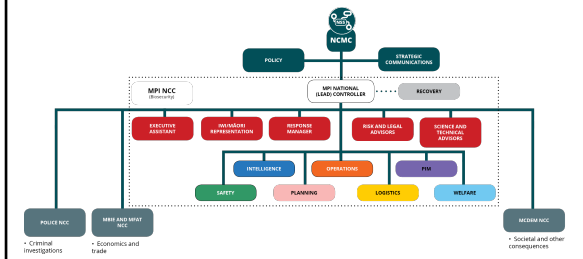 NSS
NCMC
POLICY
STRATEGIC
COMMUNICATIONS
MPI NCC
(Biosecurity)
MPI NATIONAL
(LEAD) CONTROLLER
RECOVERY
EXECUTIVE
ASSISTANT
IWI/MĀORI
REPRESENTATION
RESPONSE
MANAGER
RISK AND LEGAL
ADVISORS
SCIENCE AND
TECHNICAL
ADVISORS
INTELLIGENCE
OPERATIONS
PIM
SAFETY
PLANNING
LOGISTICS
WELFARE
POLICE NCC
MBIE AND MFAT
NCC
MCDEM NCC
• Criminal
investigations
• Economics and
trade
• Societal and other
consequences